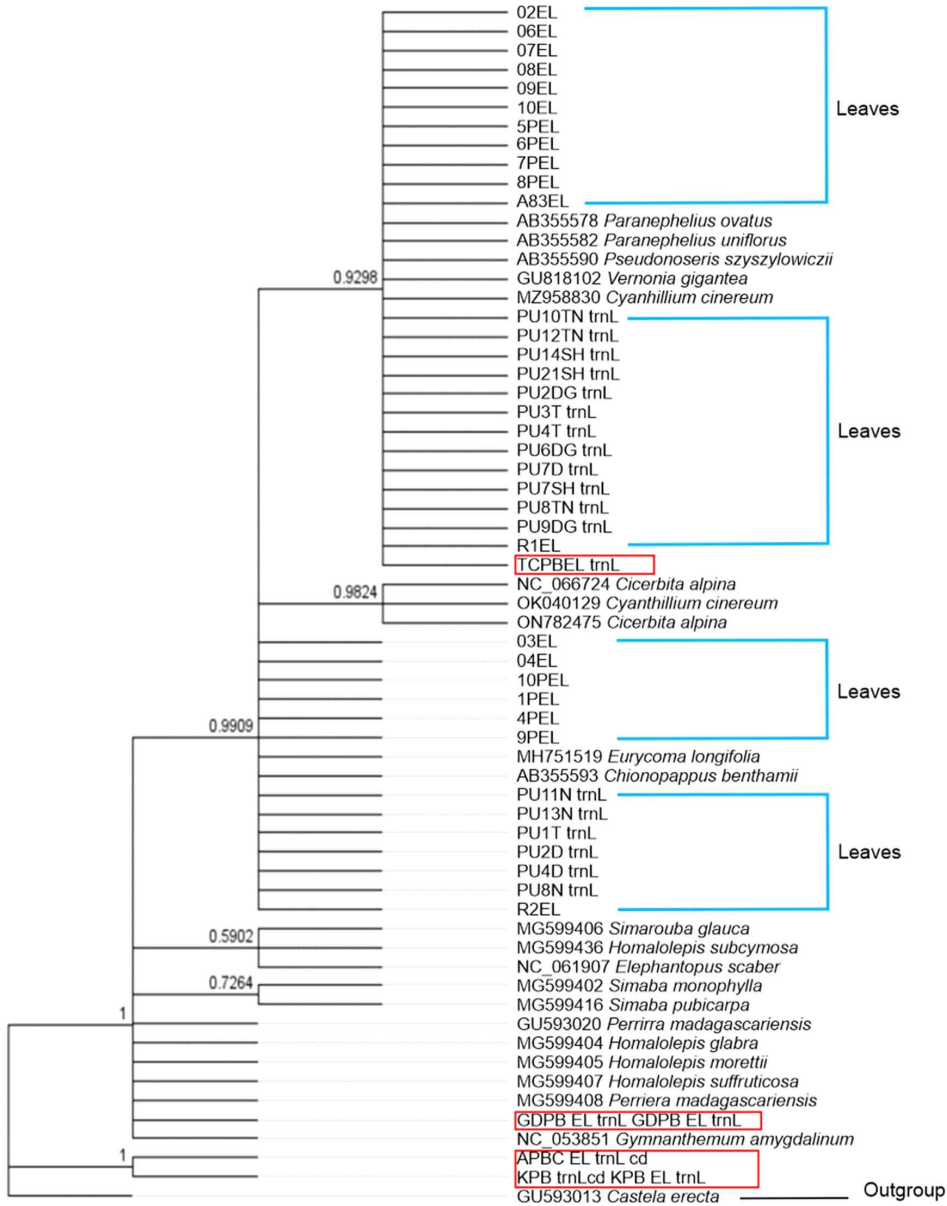 02EL
06EL
07EL
08EL
09EL
10EL
Leaves
5PEL
6PEL
7PEL
8PEL
A83EL
AB355578 Paranephelius ovatus
AB355582 Paranephelius uniflorus
AB355590 Pseudonoseris szyszylowiczii
0.9298
GU818102 Vernonia gigantea
MZ958830 Cyanhillium cinereum
PU10TN trnL
PU12TN trnL
PU14SH trnL
PU21SH trnL
PU2DG trnL
PU3T trnL
PU4T trnL
Leaves
PU6DG trnL
PU7D trnL
PU7SH trnL
PU8TN trnL
PU9DG trnL
R1EL
TCPBEL trnL
NC_066724 Cicerbita alpina
0.9824
OK040129 Cyanthillium cinereum
ON782475 Cicerbita alpina
03EL
04EL
10PEL
Leaves
1PEL
4PEL
0.9909
9PEL
MH751519 Eurycoma longifolia
AB355593 Chionopappus benthamii
PU11N trnL
PU13N trnL
PU1T trnL
PU2D trnL
Leaves
PU4D trnL
PU8N trnL
R2EL
MG599406 Simarouba glauca
0.5902
MG599436 Homalolepis subcymosa
NC_061907 Elephantopus scaber
0.7264
MG599402 Simaba monophylla
MG599416 Simaba pubicarpa
1
GU593020 Perrirra madagascariensis
MG599404 Homalolepis glabra
MG599405 Homalolepis morettii
MG599407 Homalolepis suffruticosa
MG599408 Perriera madagascariensis
GDPB EL trnL GDPB EL trnL
NC_053851 Gymnanthemum amygdalinum
1
APBC EL trnL cd
KPB trnLcd KPB EL trnL
GU593013 Castela erecta
Outgroup